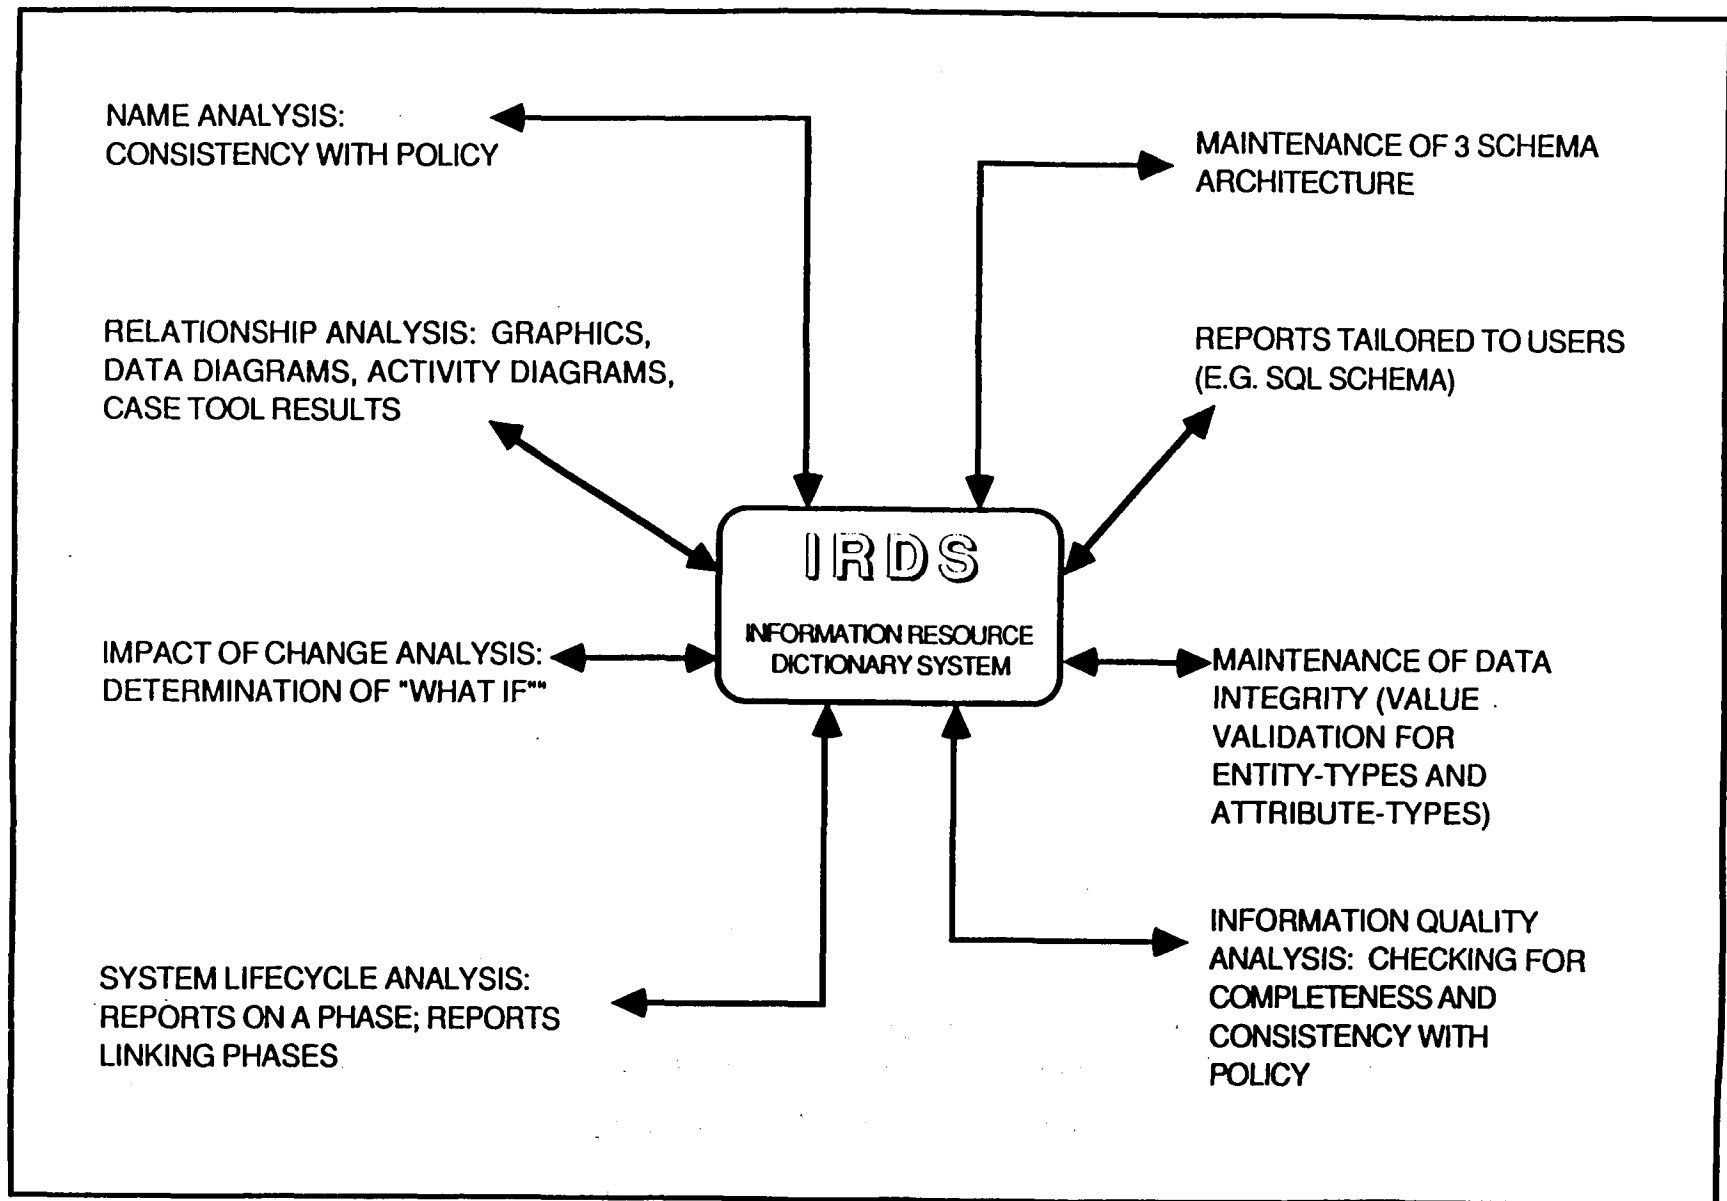 NAME ANALYSIS:
CONSISTENCY WITH POLICY
MAINTENANCE OF 3 SCHEMA
ARCHITECTURE
RELATIONSHIP ANALYSIS: GRAPHICS,
DATA DIAGRAMS, ACTIVITY DIAGRAMS,
CASE TOOL RESULTS
REPORTS TAILORED TO USERS
(E.G. SQL SCHEMA)
IRDS
INFORMATION RESOURCE
DICTIONARY SYSTEM
IMPACT OF CHANGE ANALYSIS:
DETERMINATION OF "WHAT IF""
MAINTENANCE OF DATA
INTEGRITY (VALUE
VALIDATION FOR
ENTITY-TYPES AND
ATTRIBUTE-TYPES)
SYSTEM LIFECYCLE ANALYSIS:
REPORTS ON A PHASE; REPORTS
LINKING PHASES
INFORMATION QUALITY
ANALYSIS: CHECKING FOR
COMPLETENESS AND
CONSISTENCY WITH
POLICY